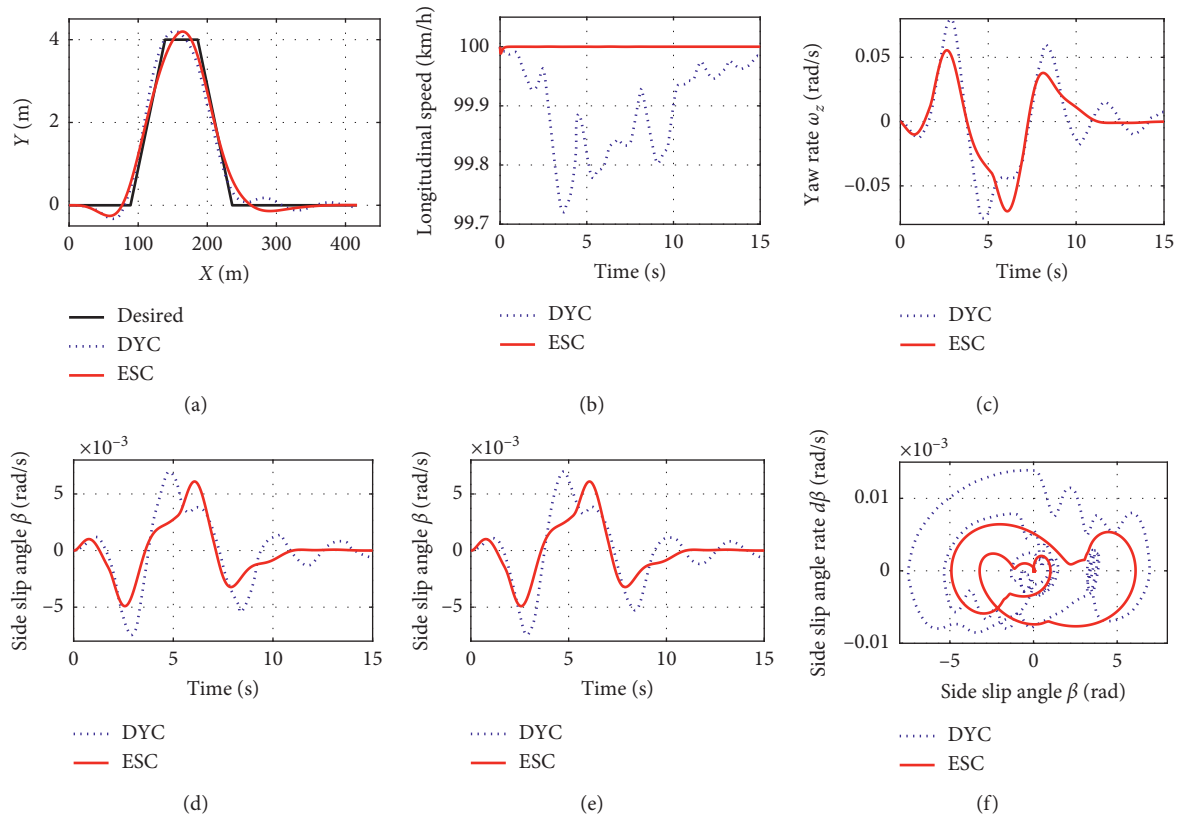 4
2
0
Y (m)
0
100
200
300
400
X (m)
Desired
DYC
ESC
(a)
100
99.9
99.8
99.7
Longitudinal speed (km/h)
0
5
10
15
Time (s)
DYC
ESC
(b)
0.05
0
−0.05
Yaw rate ω_z (rad/s)
0
5
10
15
Time (s)
DYC
ESC
(c)
×10⁻³
5
0
−5
Side slip angle β (rad/s)
0
5
10
15
Time (s)
DYC
ESC
(d)
×10⁻³
5
0
−5
Side slip angle β (rad/s)
0
5
10
15
Time (s)
DYC
ESC
(e)
×10⁻³
0.01
0
−0.01
Side slip angle rate dβ (rad/s)
−5
0
5
Side slip angle β (rad)
DYC
ESC
(f)